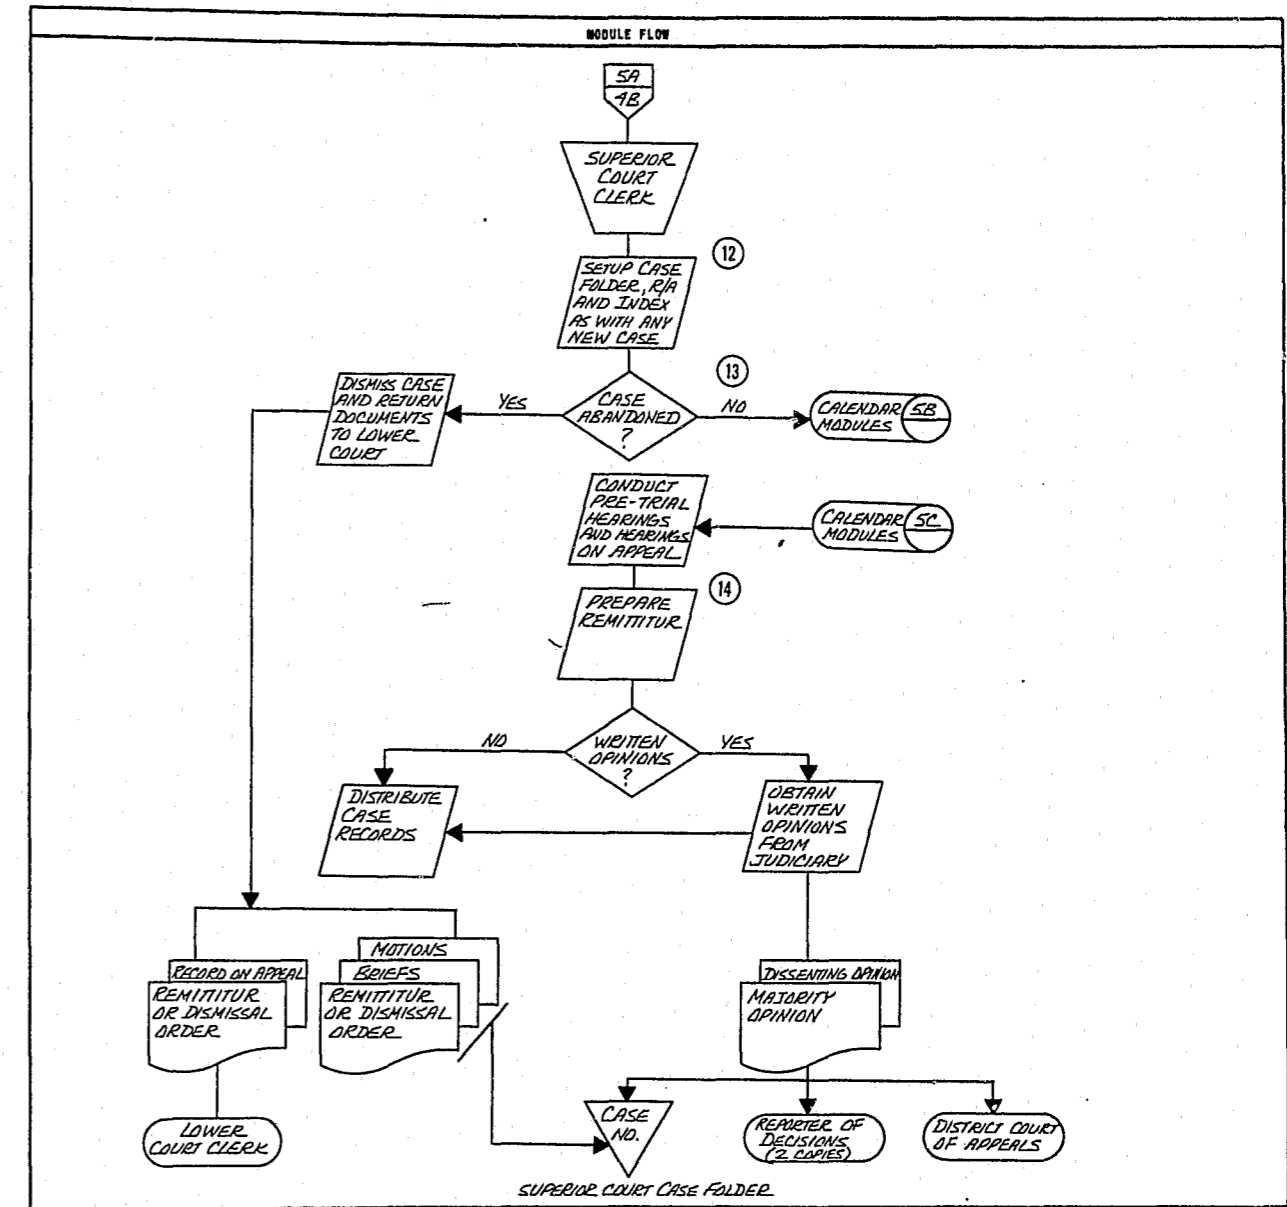 MODULE FLOW
5A
4B
SUPERIOR
COURT
CLERK
12
SETUP CASE
FOLDER, R/A
AND INDEX
AS WITH ANY
NEW CASE
13
DISMISS CASE
AND RETURN
DOCUMENTS
TO LOWER
COURT
YES
CASE
ABANDONED
?
NO
CALENDAR
MODULES
5B
CONDUCT
PRE-TRIAL
HEARINGS
AND HEARINGS
ON APPEAL
CALENDAR
MODULES
5C
14
PREPARE
REMITTITUR
NO
WRITTEN
OPINIONS
?
YES
DISTRIBUTE
CASE
RECORDS
OBTAIN
WRITTEN
OPINIONS
FROM
JUDICIARY
RECORD ON APPEAL
REMITTITUR
OR DISMISSAL
ORDER
MOTIONS
BRIEFS
REMITTITUR
OR DISMISSAL
ORDER
DISSENTING OPINION
MAJORITY
OPINION
LOWER
COURT CLERK
CASE
NO.
REPORTER OF
DECISIONS
(2 COPIES)
DISTRICT COURT
OF APPEALS
SUPERIOR COURT CASE FOLDER